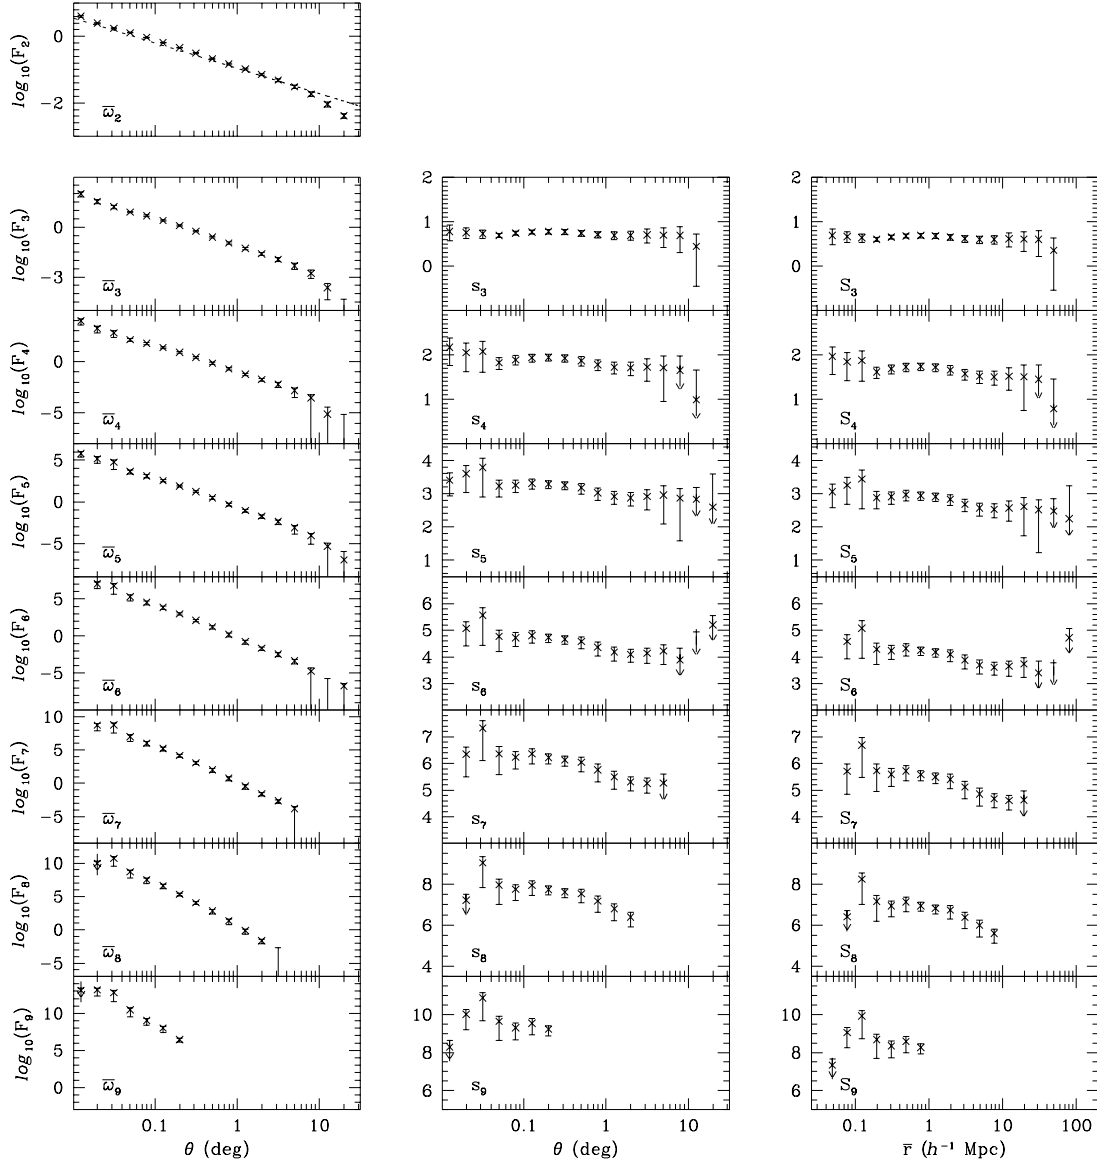 log₁₀(F₂)
0
−2
ω̅₂
log₁₀(F₃)
0
−3
ω̅₃
2
1
0
s₃
2
1
0
S₃
log₁₀(F₄)
0
−5
ω̅₄
2
1
s₄
2
1
S₄
log₁₀(F₅)
5
0
−5
ω̅₅
4
3
2
1
s₅
4
3
2
1
S₅
log₁₀(F₆)
5
0
−5
ω̅₆
6
5
4
3
s₆
6
5
4
3
S₆
log₁₀(F₇)
10
5
0
−5
ω̅₇
7
6
5
4
s₇
7
6
5
4
S₇
log₁₀(F₈)
10
5
0
−5
ω̅₈
8
6
4
s₈
8
6
4
S₈
log₁₀(F₉)
10
5
0
ω̅₉
10
8
6
s₉
10
8
6
S₉
0.1 1 10
θ (deg)
0.1 1 10
θ (deg)
0.1 1 10 100
r̅ (h⁻¹ Mpc)